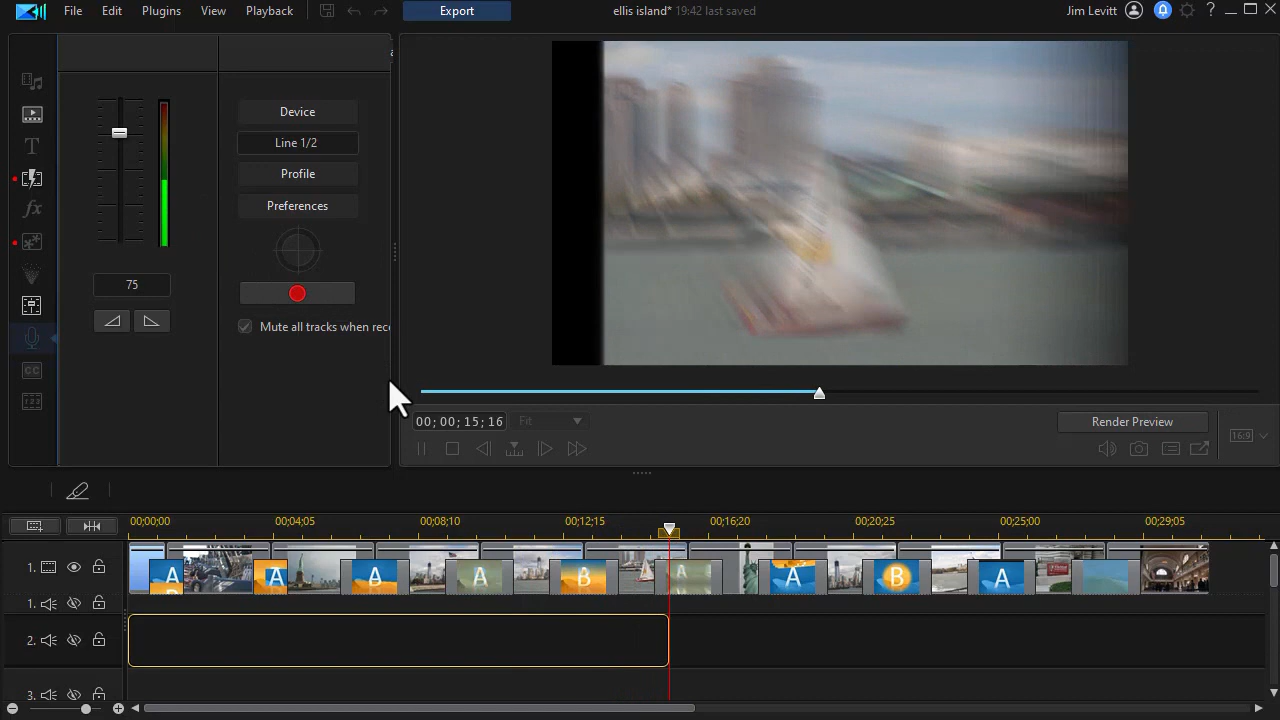 File Edit Plugins View Playback Export ellis island* 19:42 last saved Jim Levitt ?
Device
Line 1/2
Profile
Preferences
75
Mute all tracks when rec
T
fx
CC
00; 00; 15; 16 Fit Render Preview 16:9
00;00;00 00;04;05 00;08;10 00;12;15 00;16;20 00;20;25 00;25;00 00;29;05
1. A A A A B A B A
1.
2.
3.